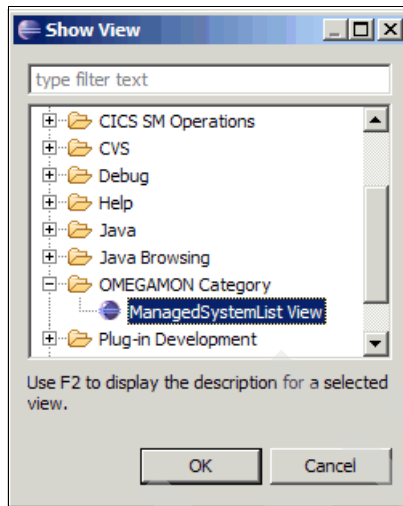 Show View
type filter text
CICS SM Operations
CVS
Debug
Help
Java
Java Browsing
OMEGAMON Category
ManagedSystemList View
Plug-in Development
Use F2 to display the description for a selected
view.
OK Cancel